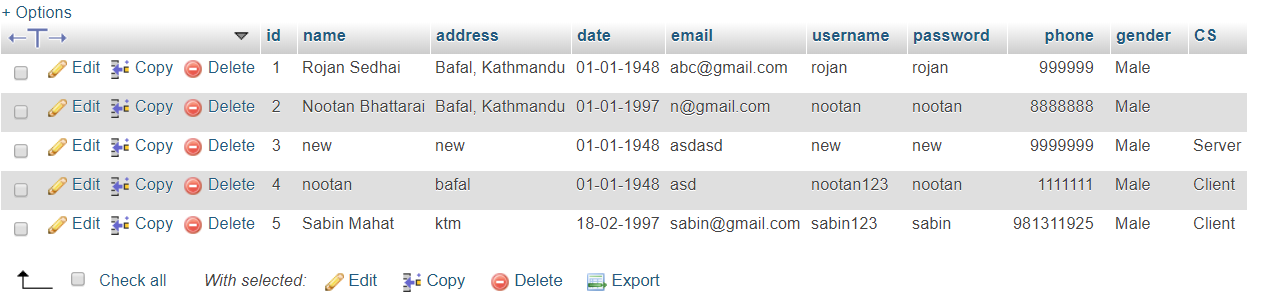 + Options
←T→ id name address date email username password phone gender CS
Edit Copy Delete 1 Rojan Sedhai Bafal, Kathmandu 01-01-1948 abc@gmail.com rojan rojan 999999 Male
Edit Copy Delete 2 Nootan Bhattarai Bafal, Kathmandu 01-01-1997 n@gmail.com nootan nootan 8888888 Male
Edit Copy Delete 3 new new 01-01-1948 asdasd new new 9999999 Male Server
Edit Copy Delete 4 nootan bafal 01-01-1948 asd nootan123 nootan 1111111 Male Client
Edit Copy Delete 5 Sabin Mahat ktm 18-02-1997 sabin@gmail.com sabin123 sabin 981311925 Male Client
Check all With selected: Edit Copy Delete Export